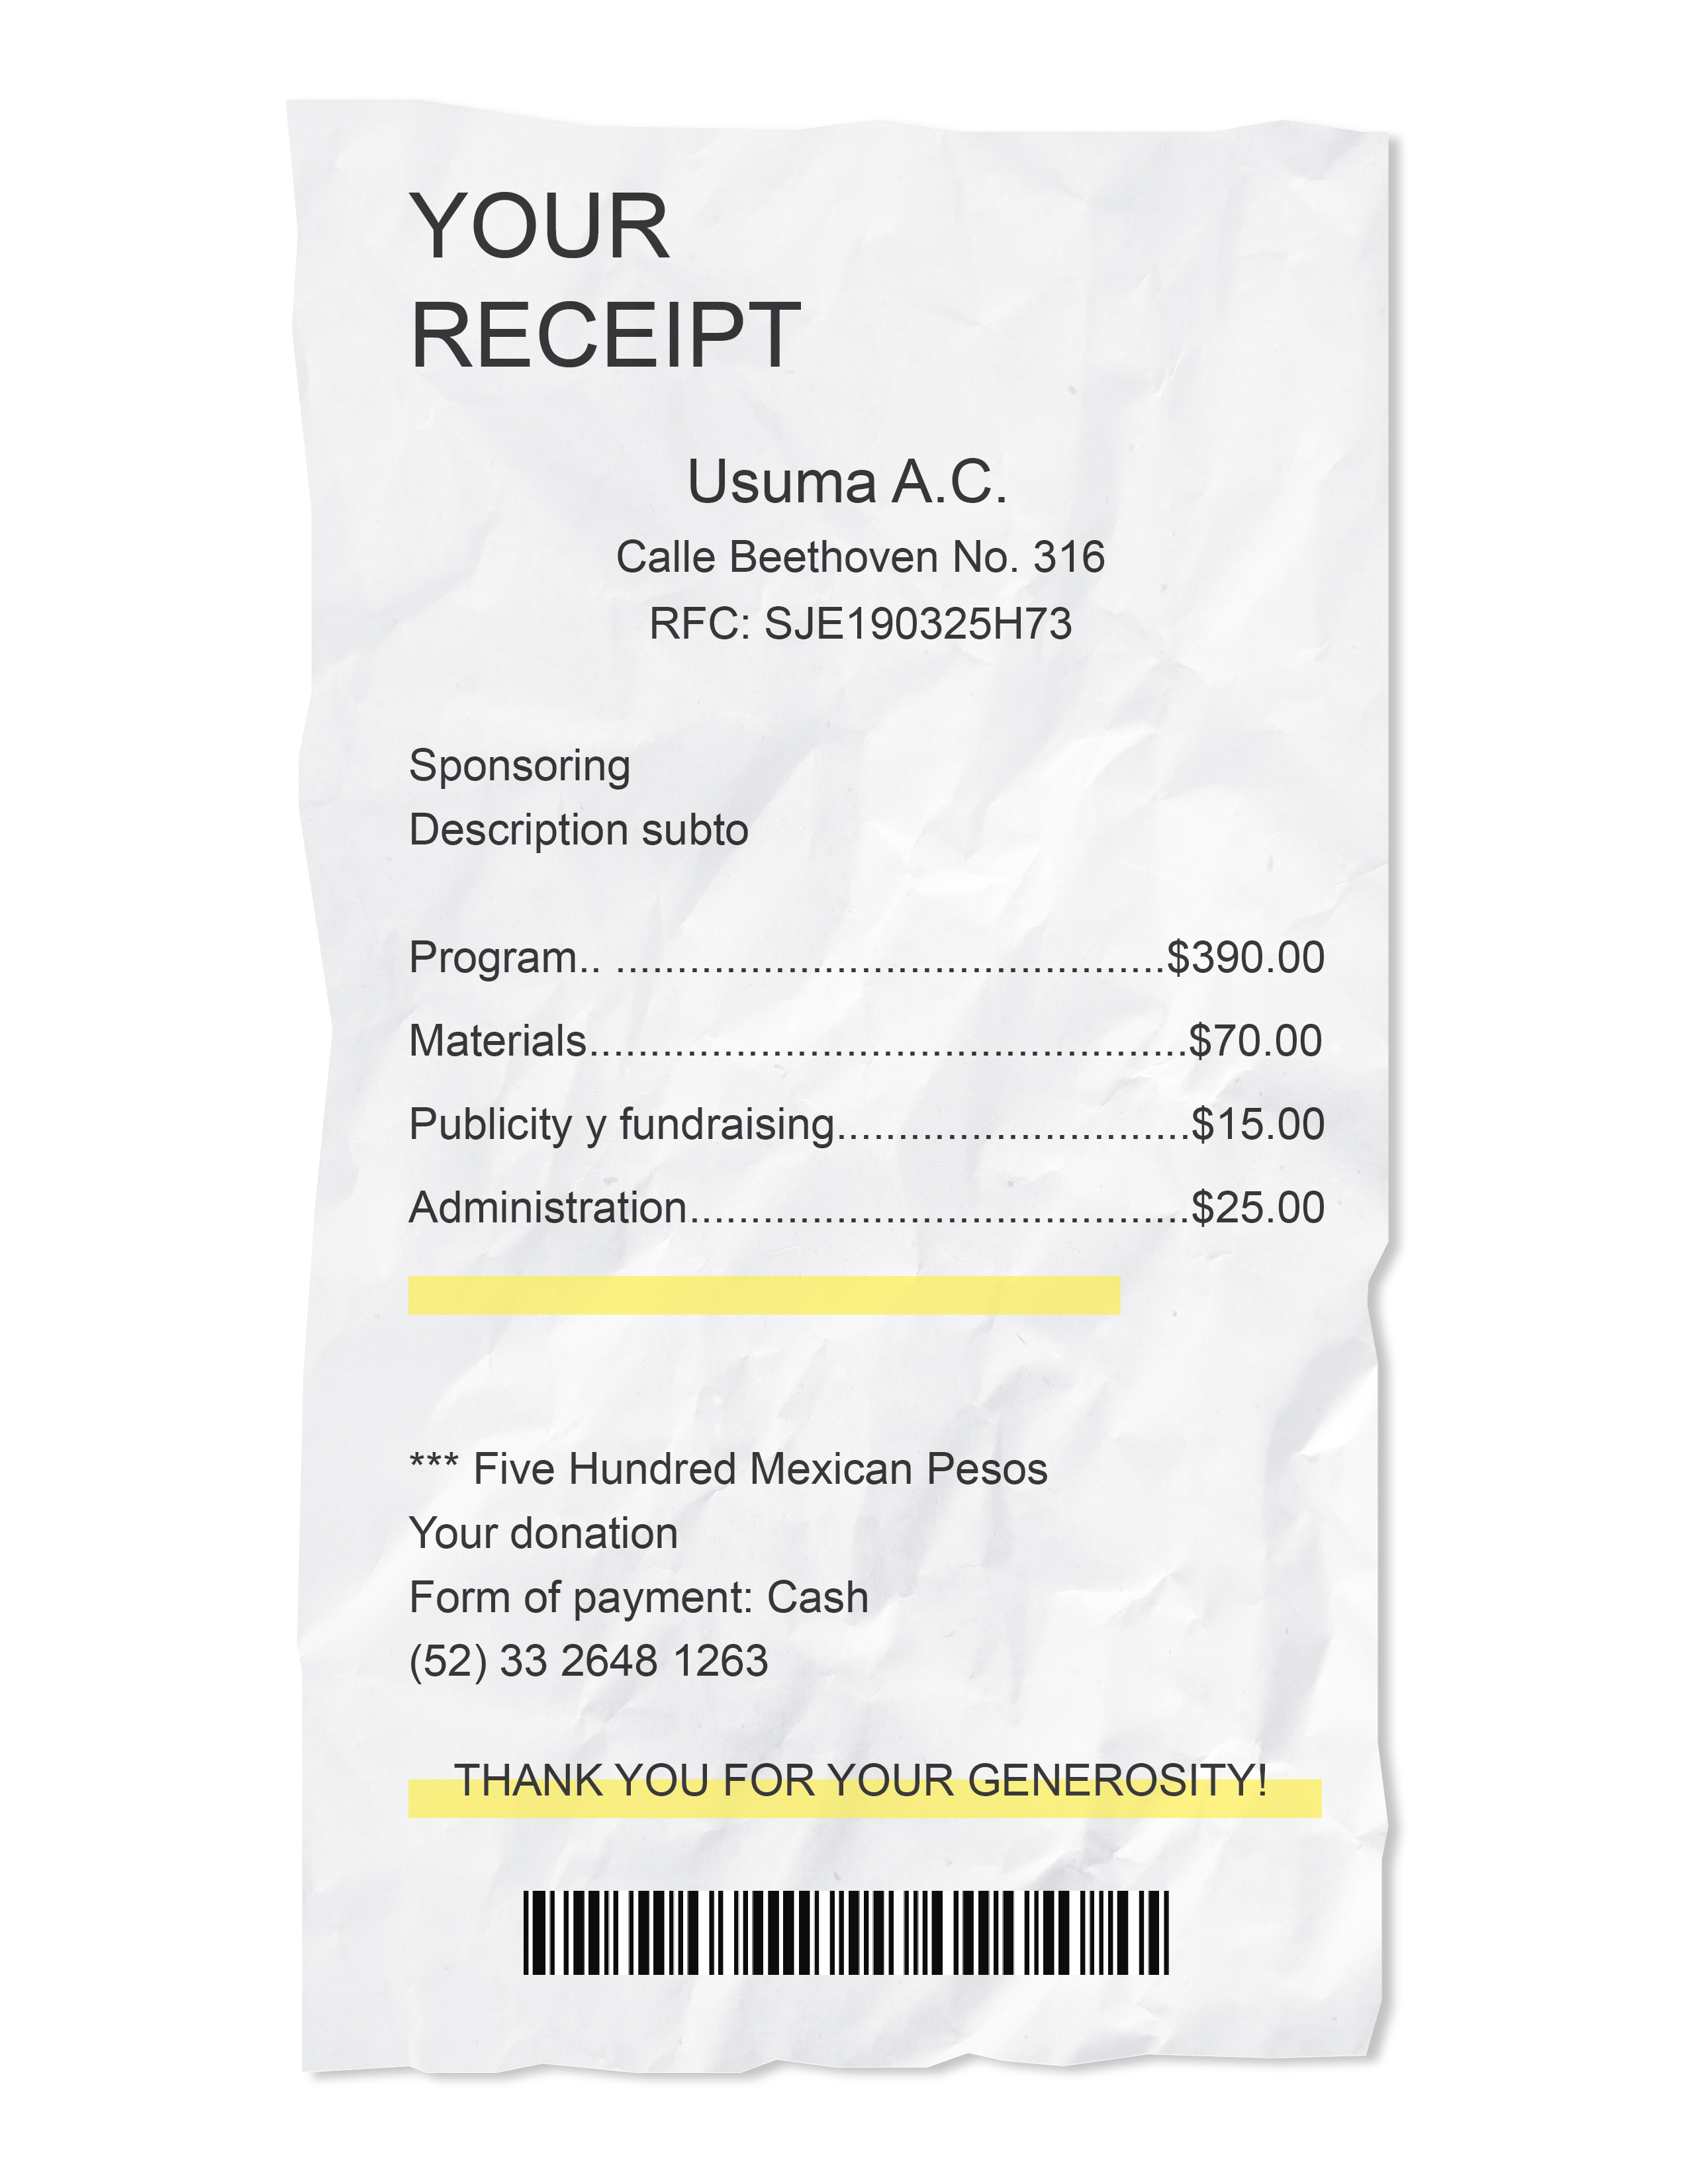 YOUR
RECEIPT
Usuma A.C.
Calle Beethoven No. 316
RFC: SJE190325H73
Sponsoring
Description subto
Program.. .............................................$390.00
Materials.................................................$70.00
Publicity y fundraising.............................$15.00
Administration.........................................$25.00
*** Five Hundred Mexican Pesos
Your donation
Form of payment: Cash
(52) 33 2648 1263
THANK YOU FOR YOUR GENEROSITY!